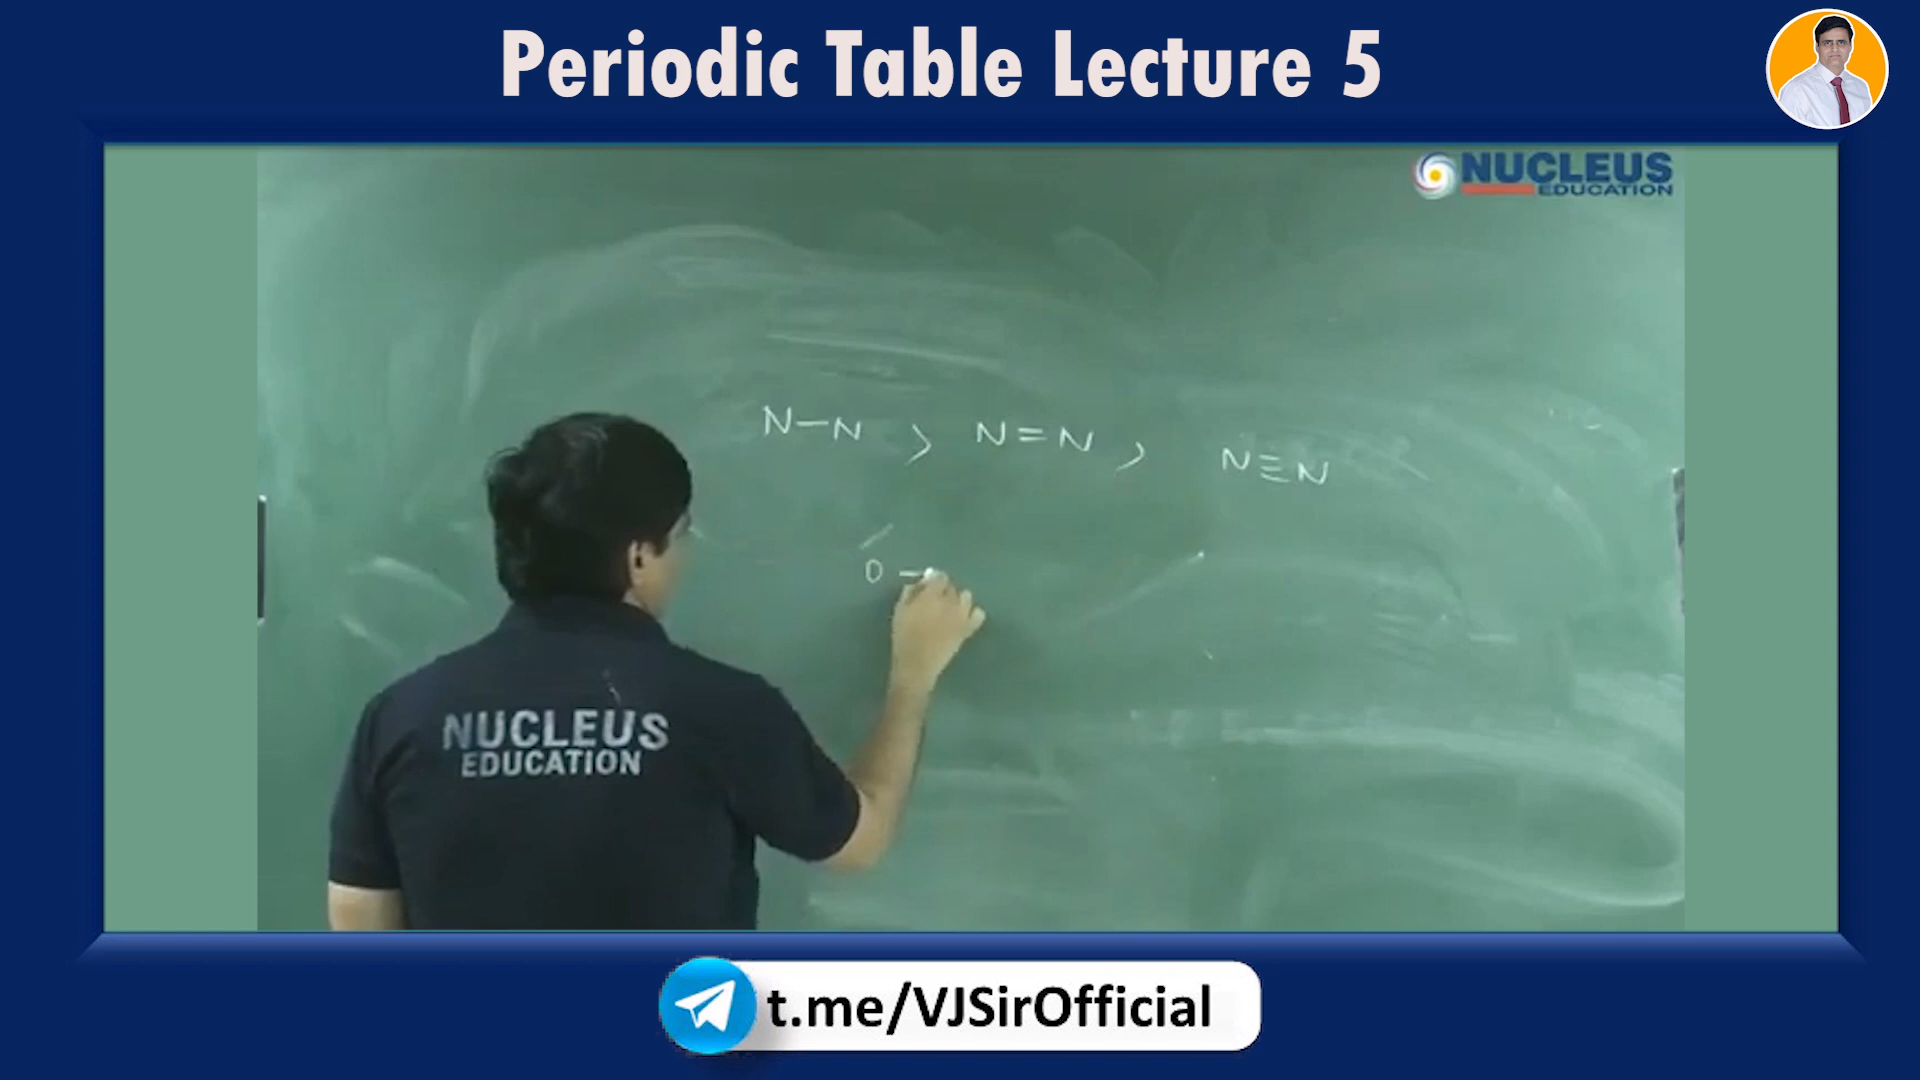 Periodic Table Lecture 5
NUCLEUS
EDUCATION
N–N > N=N > N≡N
O –
NUCLEUS
EDUCATION
t.me/VJSirOfficial